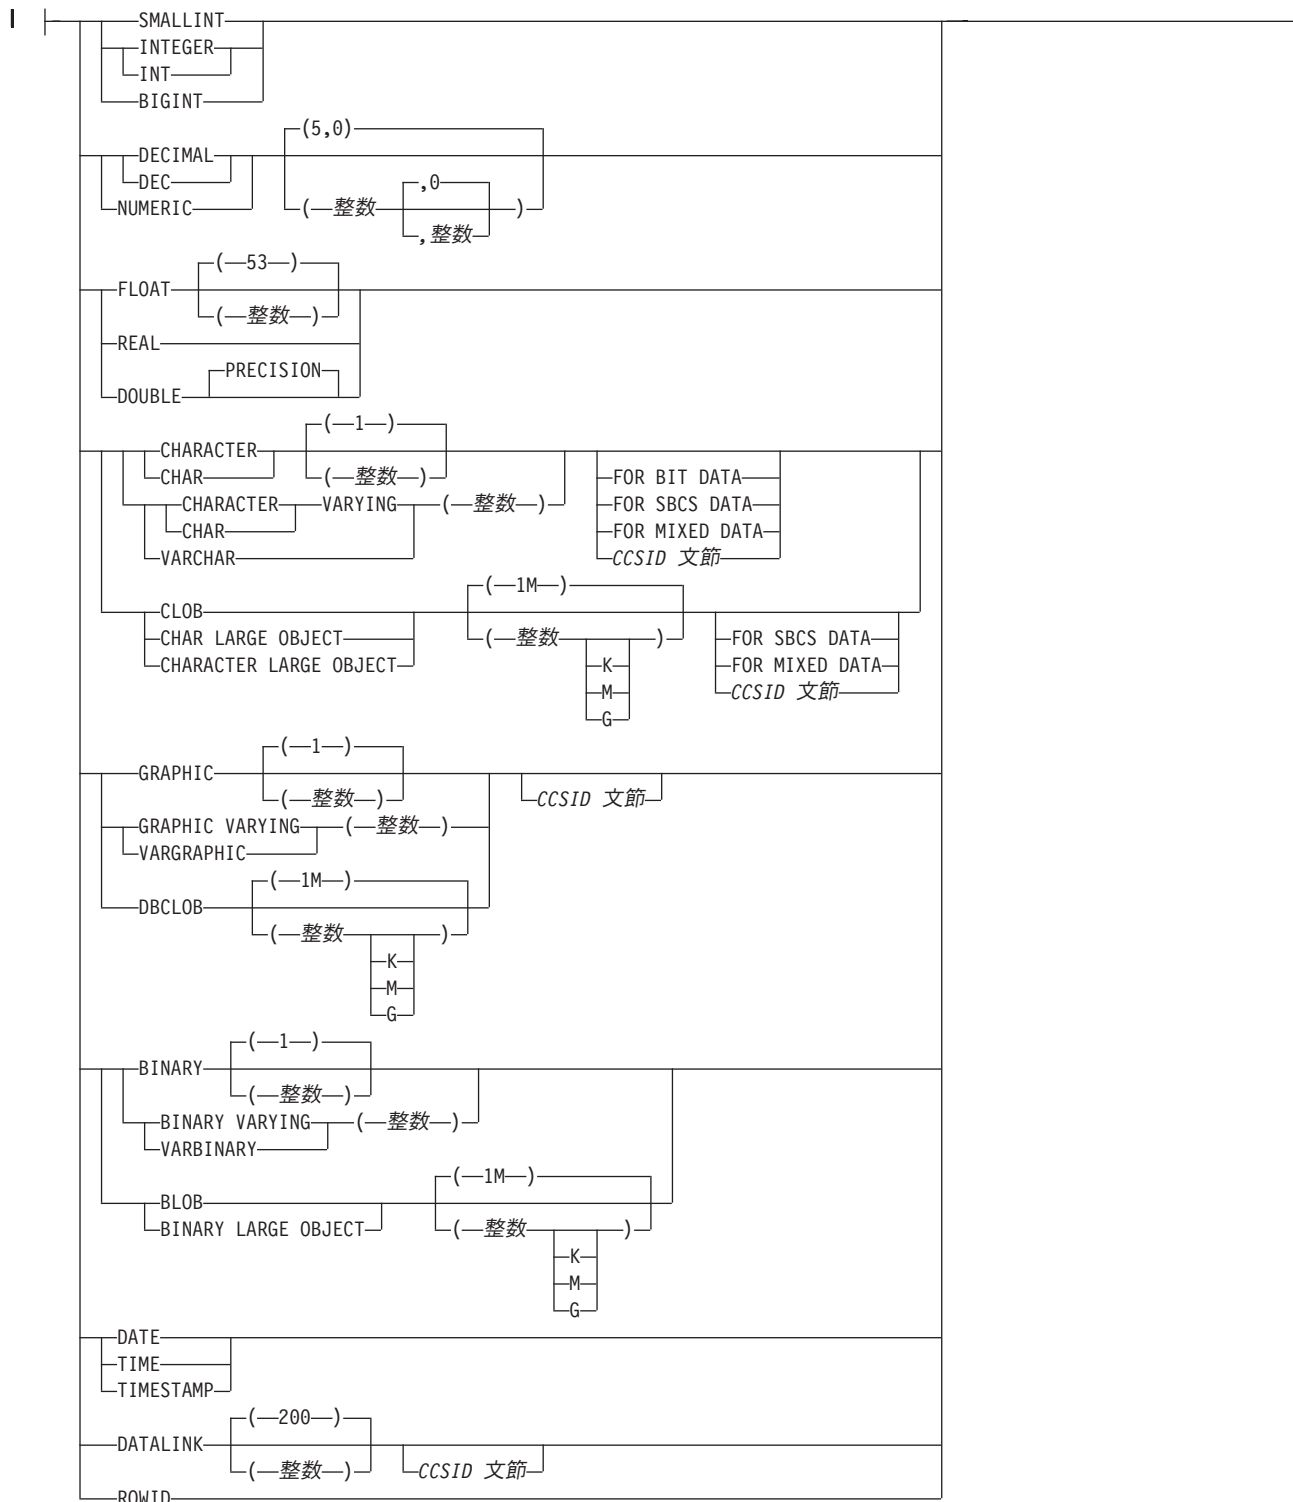 SMALLINT
INTEGER
INT
BIGINT
(5,0)
DECIMAL
DEC ,0
NUMERIC ( 整数 )
,整数
( 53 )
FLOAT
( 整数 )
REAL
PRECISION
DOUBLE
( 1 )
CHARACTER
CHAR ( 整数 ) FOR BIT DATA
CHARACTER VARYING ( 整数 ) FOR SBCS DATA
CHAR FOR MIXED DATA
VARCHAR CCSID 文節
( 1M )
CLOB
CHAR LARGE OBJECT ( 整数 ) FOR SBCS DATA
CHARACTER LARGE OBJECT K FOR MIXED DATA
M CCSID 文節
G
( 1 )
GRAPHIC
( 整数 ) CCSID 文節
GRAPHIC VARYING ( 整数 )
VARGRAPHIC
( 1M )
DBCLOB
( 整数 )
K
M
G
( 1 )
BINARY
( 整数 )
BINARY VARYING ( 整数 )
VARBINARY
( 1M )
BLOB
BINARY LARGE OBJECT ( 整数 )
K
M
G
DATE
TIME
TIMESTAMP
( 200 )
DATALINK
( 整数 ) CCSID 文節
ROWID